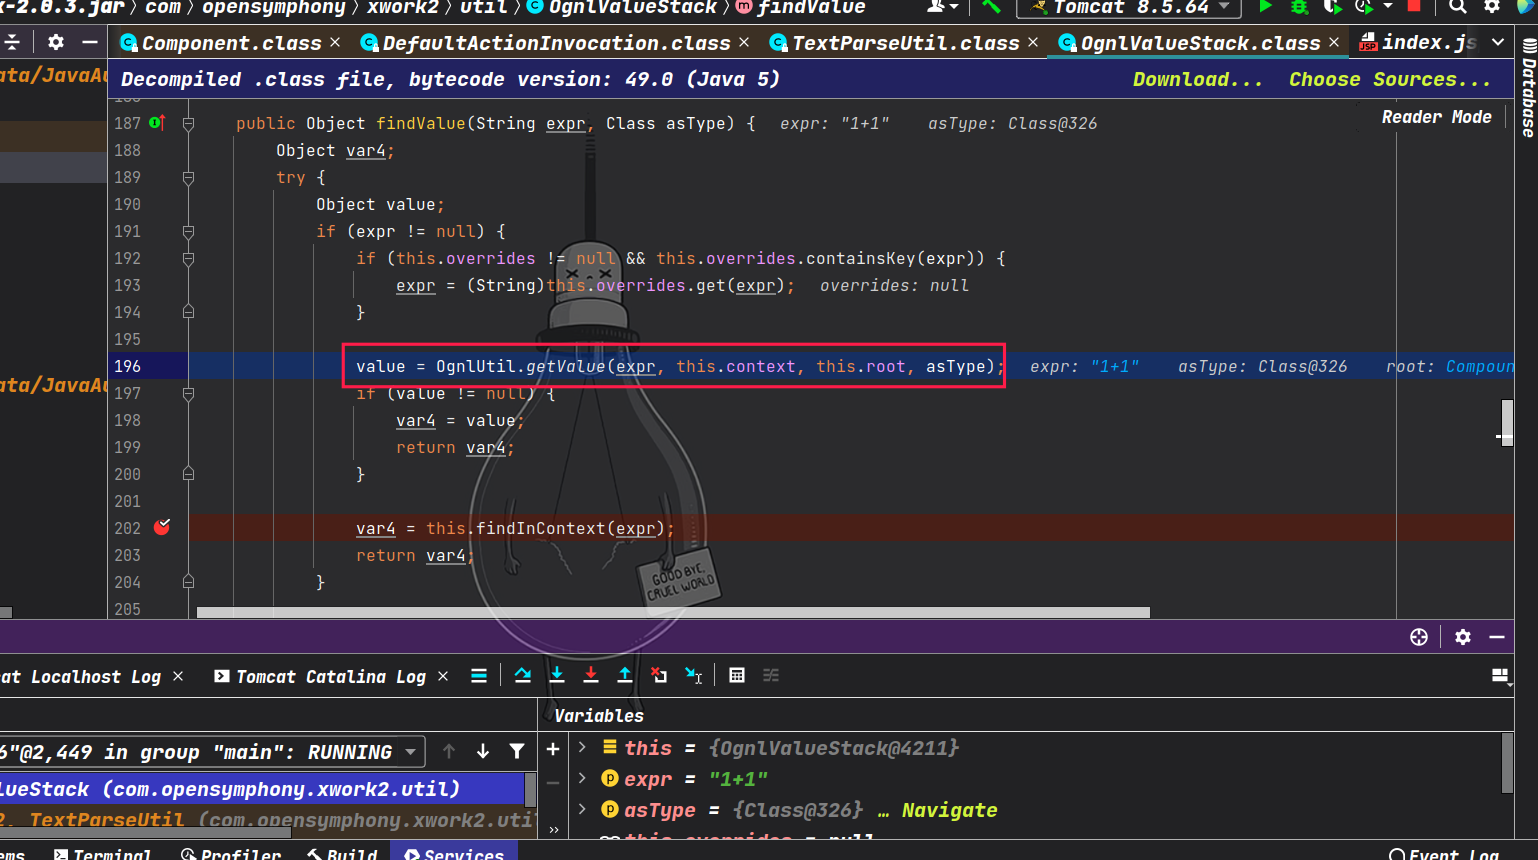 x-2.0.3.jar › com › opensymphony › xwork2 › util › OgnlValueStack › findValue Tomcat 8.5.64
Component.class × DefaultActionInvocation.class × TextParseUtil.class × OgnlValueStack.class × index.js
Decompiled .class file, bytecode version: 49.0 (Java 5) Download... Choose Sources...
Reader Mode
Database
187 public Object findValue(String expr, Class asType) { expr: "1+1" asType: Class@326
188 Object var4;
189 try {
190 Object value;
191 if (expr != null) {
192 if (this.overrides != null && this.overrides.containsKey(expr)) {
193 expr = (String)this.overrides.get(expr); overrides: null
194 }
195
196 value = OgnlUtil.getValue(expr, this.context, this.root, asType); expr: "1+1" asType: Class@326 root: Compoun
197 if (value != null) {
198 var4 = value;
199 return var4;
200 }
201
202 var4 = this.findInContext(expr);
203 return var4;
204 }
205
ata/JavaAu
ata/JavaAu
GOOD BYE,
CRUEL WORLD
cat Localhost Log × Tomcat Catalina Log ×
Variables
6"@2,449 in group "main": RUNNING
lueStack (com.opensymphony.xwork2.util)
2, TextParseUtil (com.opensymphony.xwork2.uti
this = {OgnlValueStack@4211}
expr = "1+1"
asType = {Class@326} … Navigate
this.overrides = null
ems Terminal Profiler Build Services Event Log